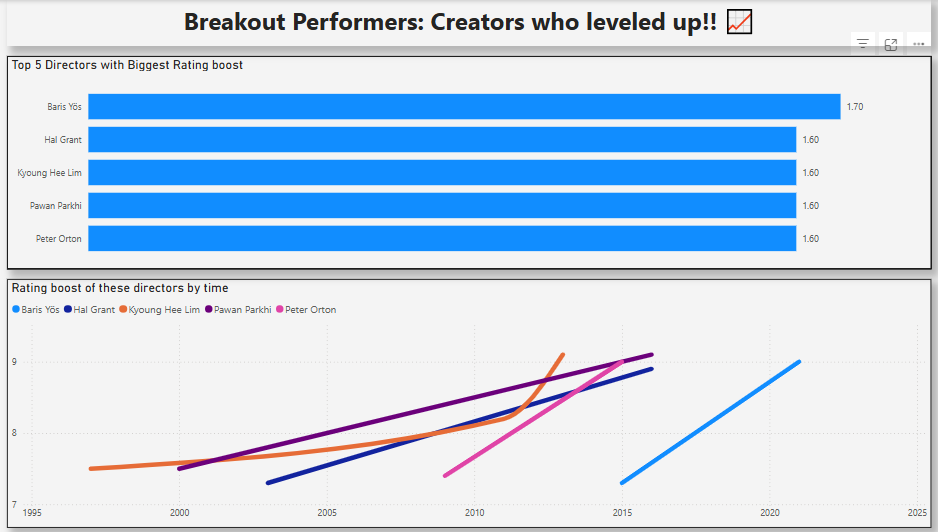 Breakout Performers: Creators who leveled up!! 📈
Top 5 Directors with Biggest Rating boost
Baris Yös 1.70
Hal Grant 1.60
Kyoung Hee Lim 1.60
Pawan Parkhi 1.60
Peter Orton 1.60
Rating boost of these directors by time
Baris Yös Hal Grant Kyoung Hee Lim Pawan Parkhi Peter Orton
9
8
7
1995 2000 2005 2010 2015 2020 2025